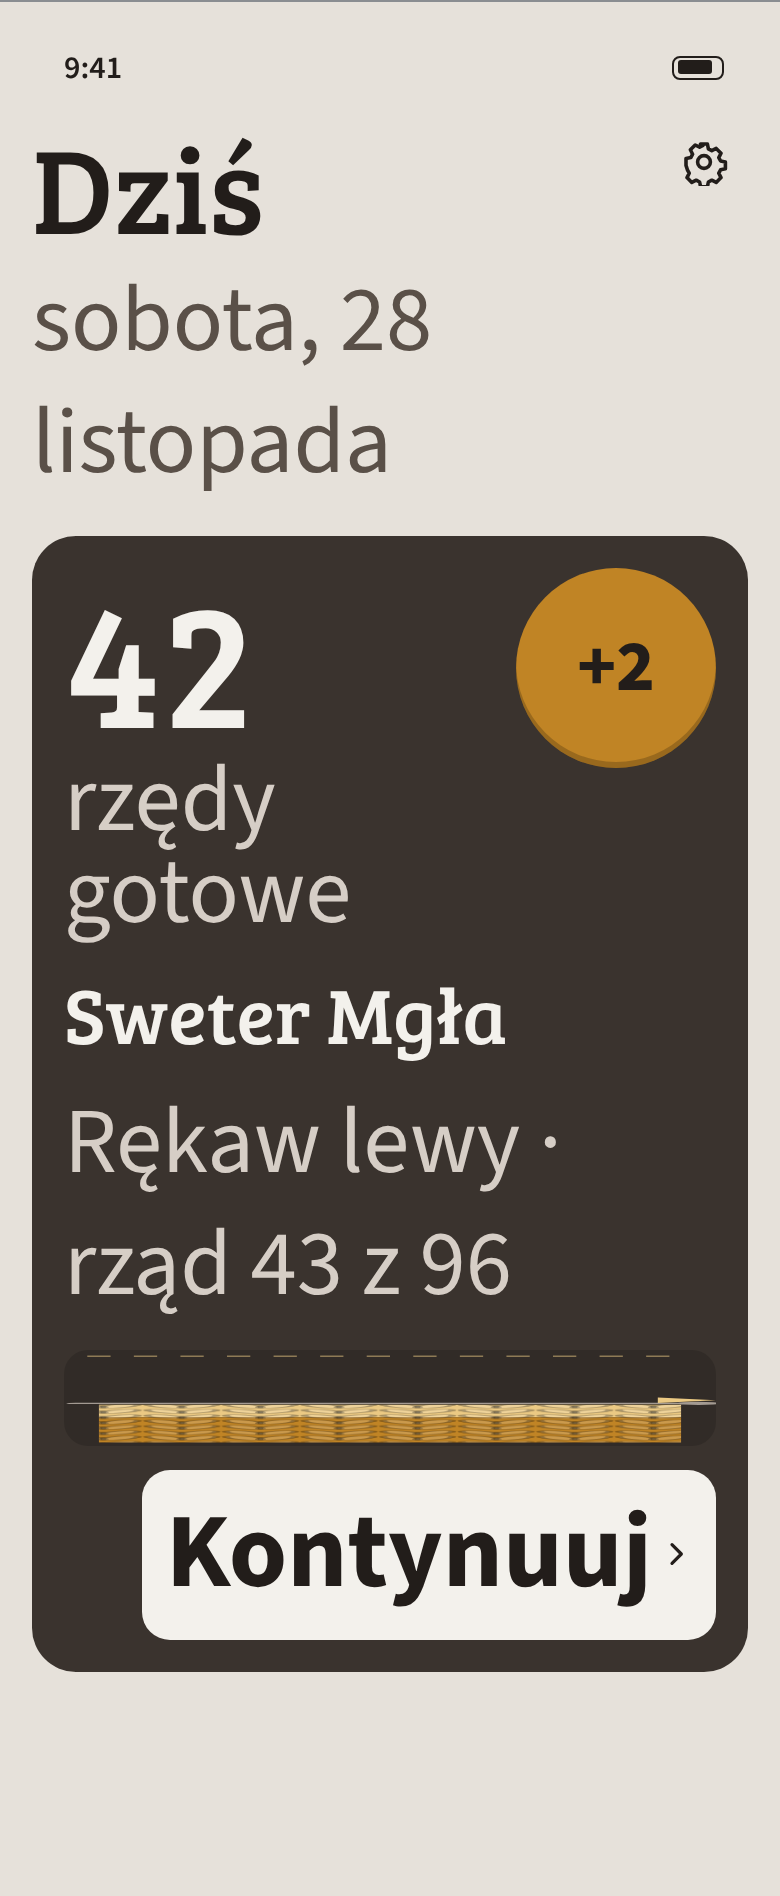 9:41
Dziś
sobota, 28
listopada
42
+2
rzędy
gotowe
Sweter Mgła
Rękaw lewy ·
rząd 43 z 96
Kontynuuj